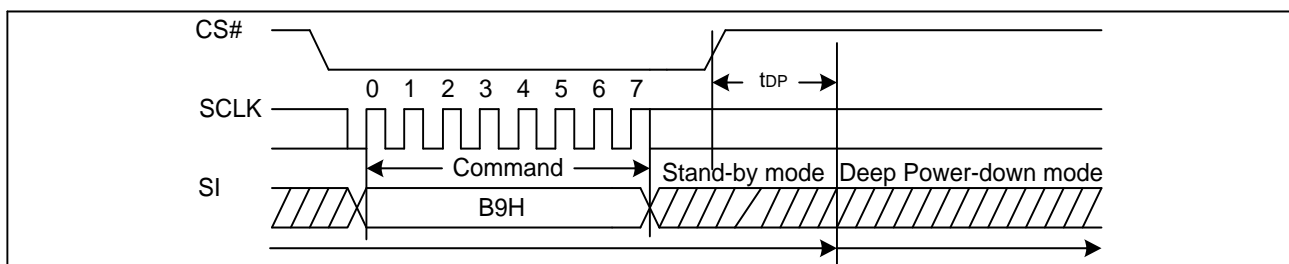 CS#
tDP
0 1 2 3 4 5 6 7
SCLK
Command
Stand-by mode Deep Power-down mode
SI
B9H